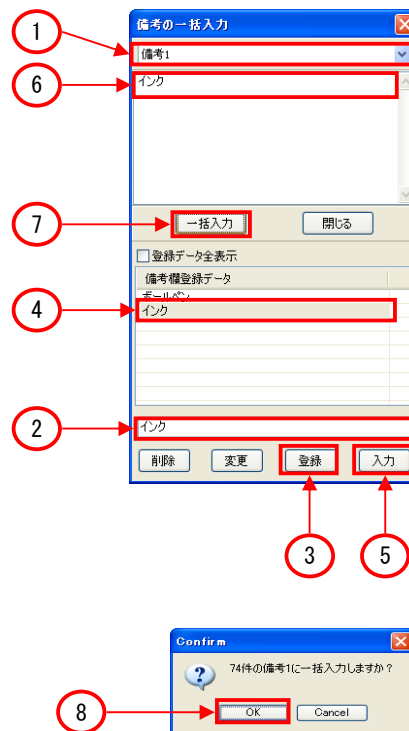 備考の一括入力
1
備考1
6
インク
7
一括入力 閉じる
登録データ全表示
備考欄登録データ
ボールペン
4
インク
2
インク
削除 変更 登録 入力
3 5
Confirm
74件の備考1に一括入力しますか?
8
OK Cancel